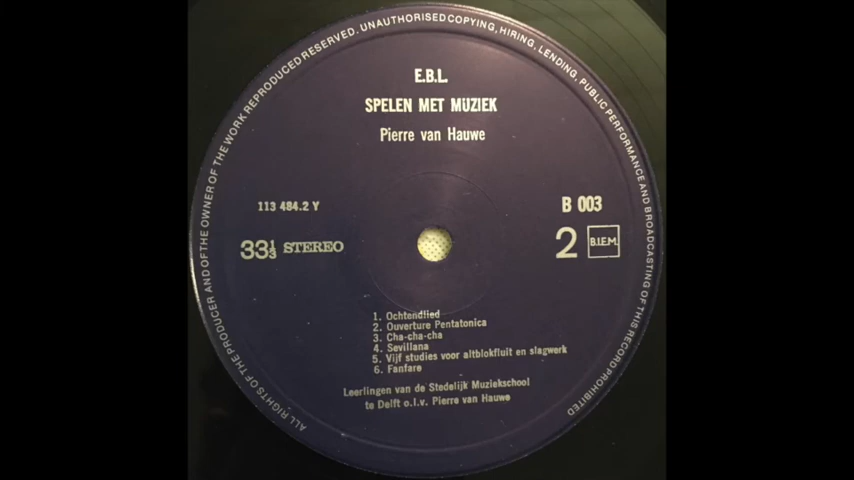 ALL RIGHTS OF THE PRODUCER AND OF THE OWNER OF THE WORK REPRODUCED RESERVED. UNAUTHORISED COPYING, HIRING, LENDING, PUBLIC PERFORMANCE AND BROADCASTING OF THIS RECORD PROHIBITED
E.B.L.
SPELEN MET MUZIEK
Pierre van Hauwe
113 484.2 Y
B 003
33⅓ STEREO
2 B.I.E.M.
1. Ochtendlied
2. Ouverture Pentatonica
3. Cha-cha-cha
4. Sevillana
5. Vijf studies voor altblokfluit en slagwerk
6. Fanfare
Leerlingen van de Stedelijk Muziekschool
te Delft o.l.v. Pierre van Hauwe